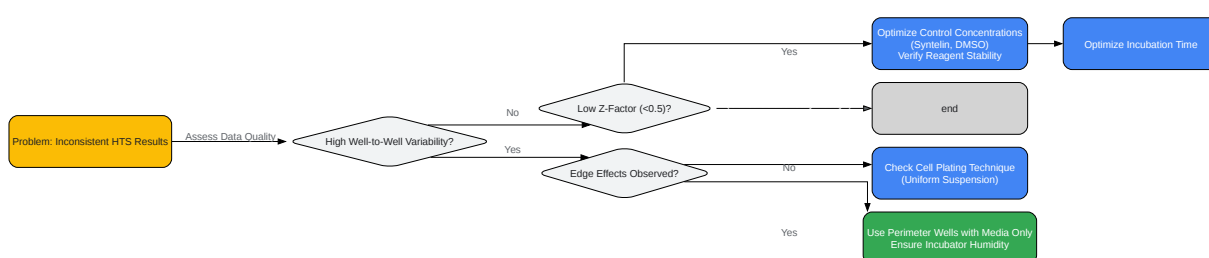 Problem: Inconsistent HTS Results
Assess Data Quality
High Well-to-Well Variability?
No
Yes
Low Z-Factor (<0.5)?
Edge Effects Observed?
Yes
No
Yes
Optimize Control Concentrations
(Syntelin, DMSO)
Verify Reagent Stability
Optimize Incubation Time
end
Check Cell Plating Technique
(Uniform Suspension)
Use Perimeter Wells with Media Only
Ensure Incubator Humidity